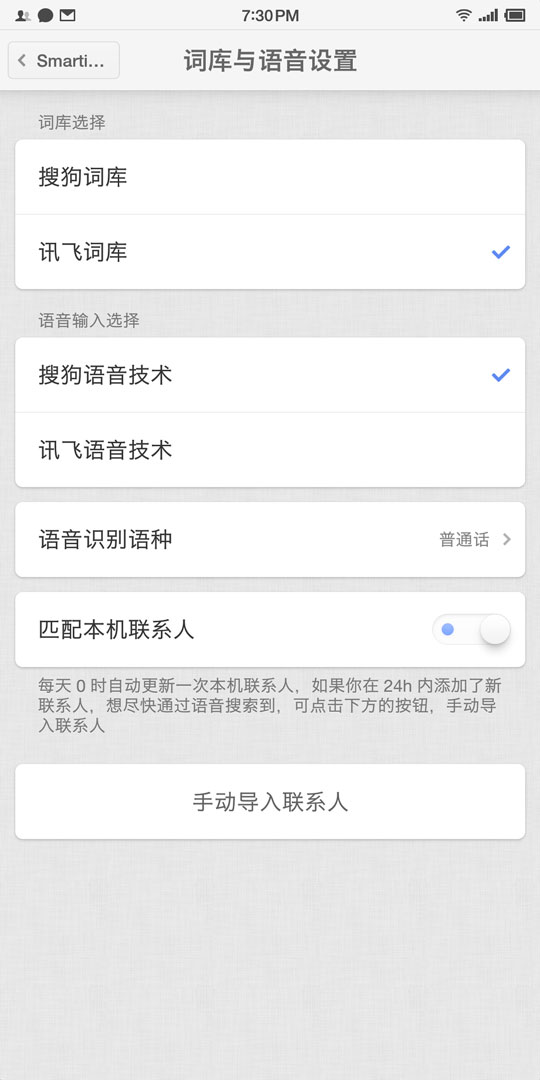 7:30PM
Smarti...
词库与语音设置
词库选择
搜狗词库
讯飞词库
语音输入选择
搜狗语音技术
讯飞语音技术
语音识别语种 普通话
匹配本机联系人
每天 0 时自动更新一次本机联系人，如果你在 24h 内添加了新
联系人，想尽快通过语音搜索到，可点击下方的按钮，手动导
入联系人
手动导入联系人